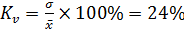 K_v = σ/x̄ × 100% = 24%